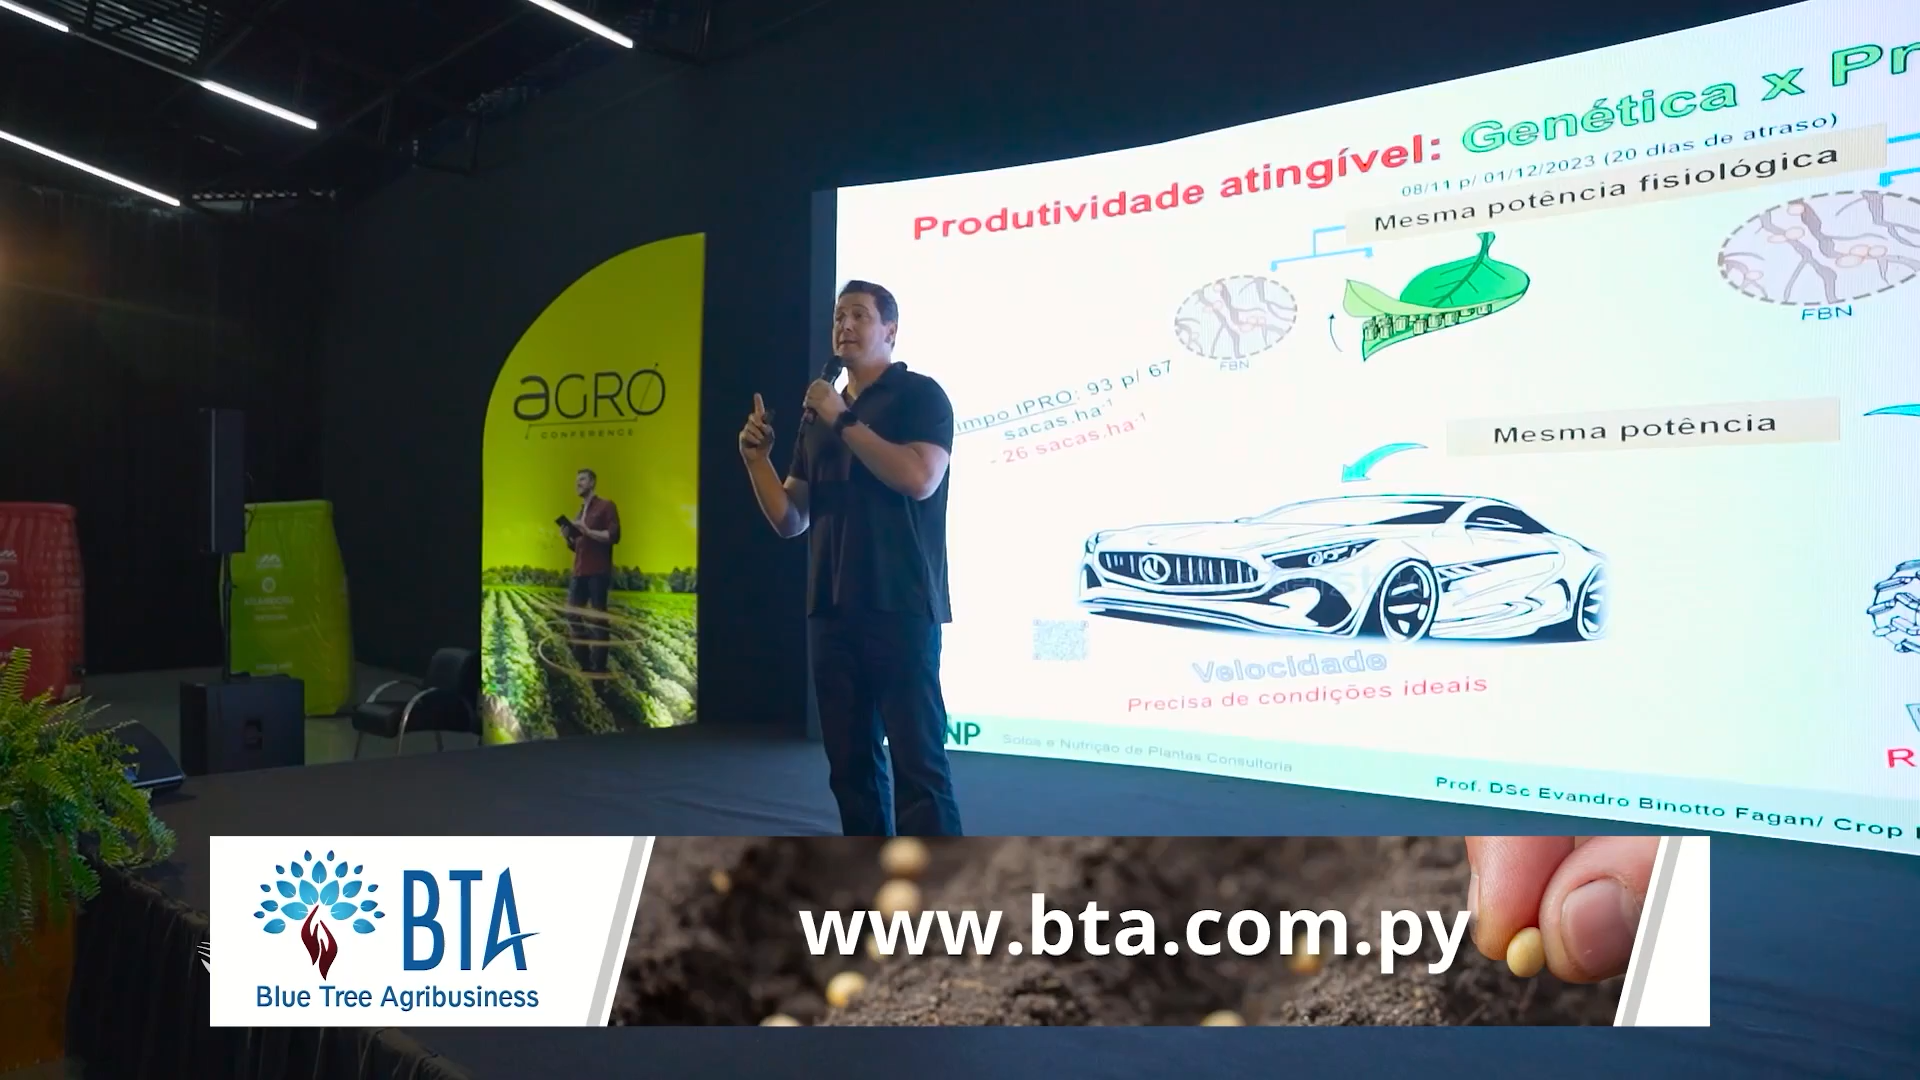 Produtividade atingível: Genética x Pr
08/11 p/ 01/12/2023 (20 dias de atraso)
Mesma potência fisiológica
FBN
FBN
impo IPRO: 93 p/ 67
sacas.ha-1
- 26 sacas.ha-1
Mesma potência
Velocidade
Precisa de condições ideais
NP
Solos e Nutrição de Plantas Consultoria
Prof. DSc Evandro Binotto Fagan/ Crop
R
AGRO
CONFERENCE
BTA
Blue Tree Agribusiness
www.bta.com.py